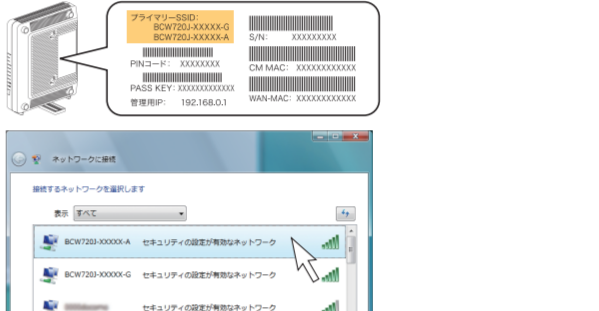 プライマリーSSID:
BCW720J-XXXXX-G
BCW720J-XXXXX-A
PINコード: XXXXXXXX
PASS KEY: XXXXXXXXXXXXX
管理用IP: 192.168.0.1
S/N: XXXXXXXXX
CM MAC: XXXXXXXXXXXX
WAN-MAC: XXXXXXXXXXXX
ネットワークに接続
接続するネットワークを選択します
表示 すべて
BCW720J-XXXXX-A セキュリティの設定が有効なネットワーク
BCW720J-XXXXX-G セキュリティの設定が有効なネットワーク
セキュリティの設定が有効なネットワーク